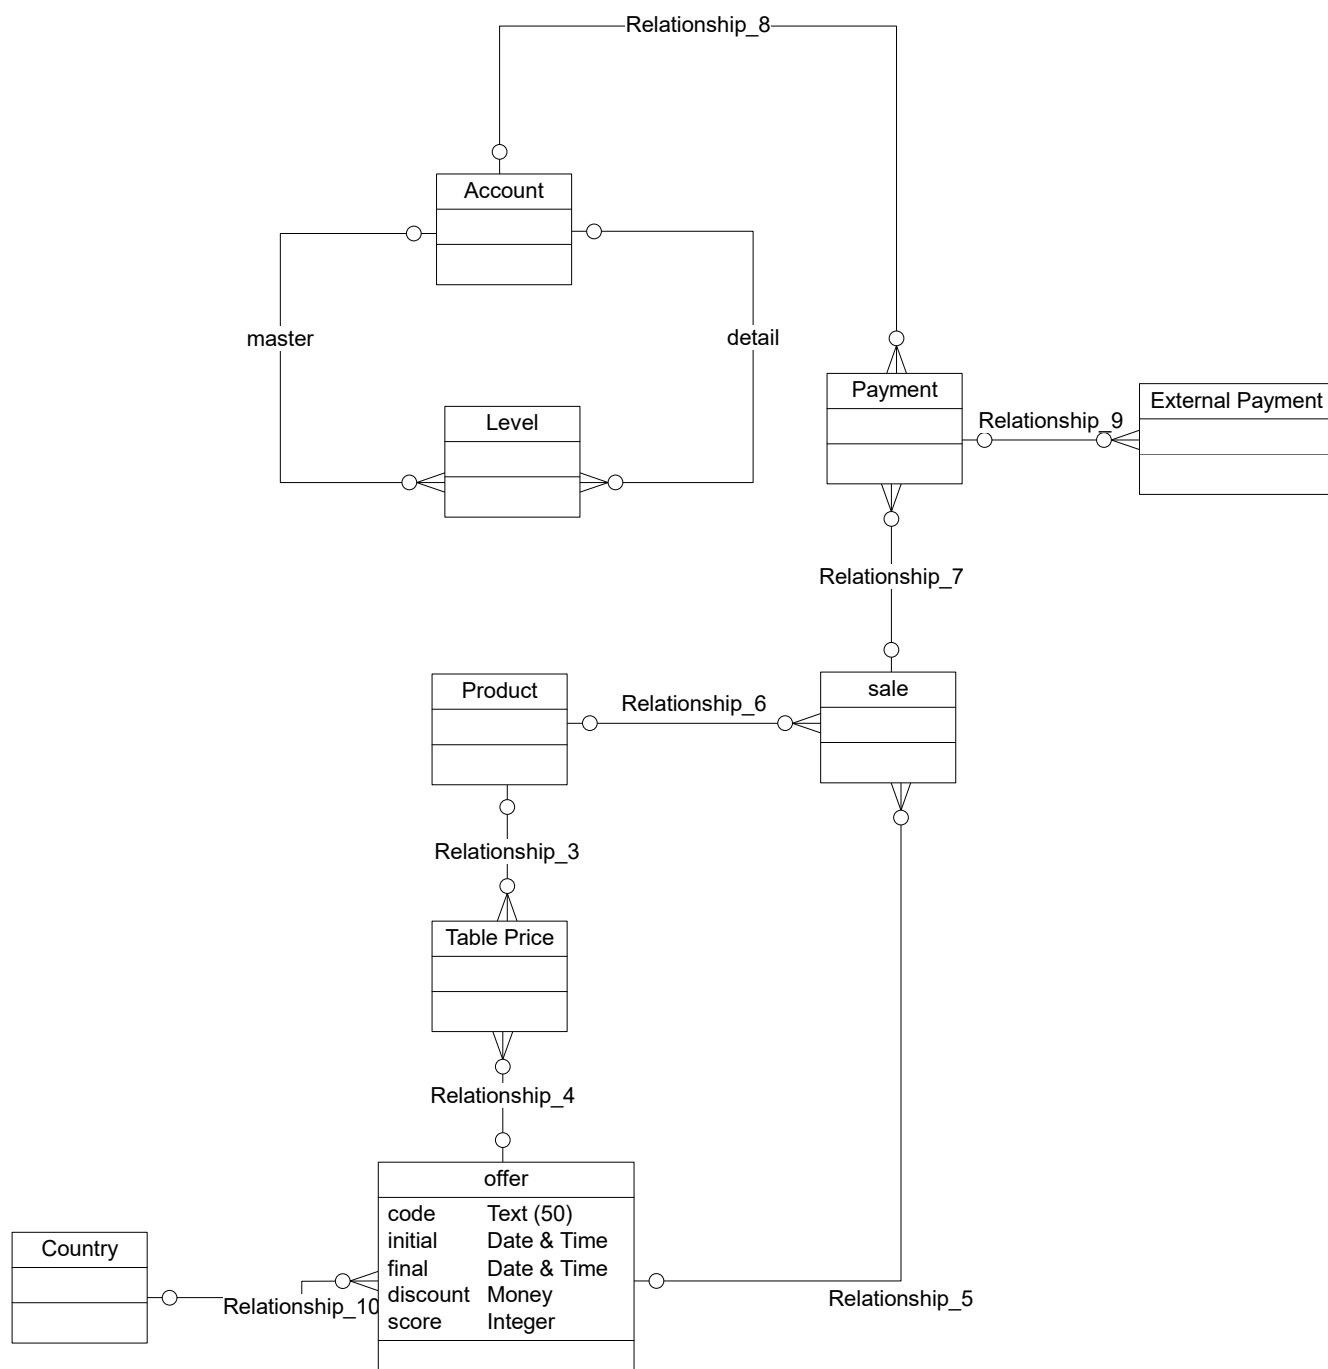 Relationship_8
Account
master
detail
Payment
External Payment
Relationship_9
Level
Relationship_7
Product
Relationship_6
sale
Relationship_3
Table Price
Relationship_4
offer
code Text (50)
initial Date & Time
final Date & Time
discount Money
score Integer
Country
Relationship_10
Relationship_5